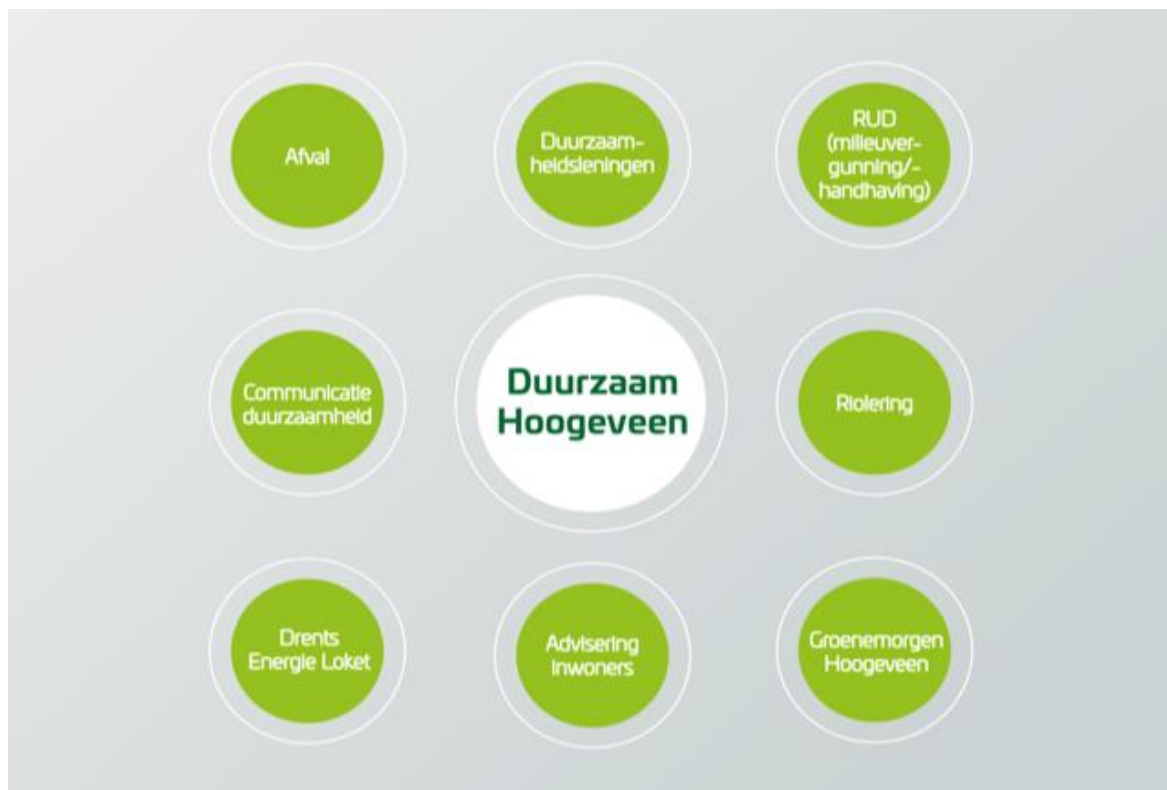 Afval
Duurzaam-
heidsleningen
RUD
(milieuver-
gunning/-
handhaving)
Communicatie
duurzaamheid
Duurzaam
Hoogeveen
Riolering
Drents
Energie Loket
Advisering
Inwoners
Groenemorgen
Hoogeveen